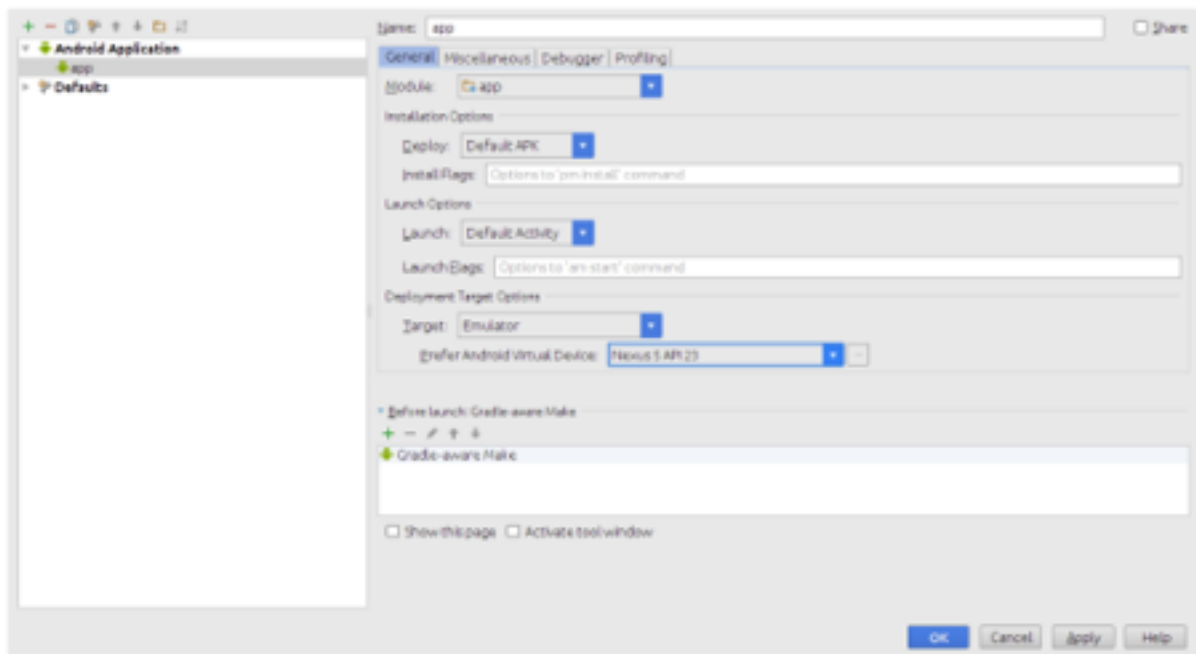 Android Application
app
Defaults
Name: app
Share
General Miscellaneous Debugger Profiling
Module: app
Installation Options
Deploy: Default APK
Install Flags: Options to 'pm install' command
Launch Options
Launch: Default Activity
Launch Flags: Options to 'am start' command
Deployment Target Options
Target: Emulator
Prefer Android Virtual Device: Nexus 5 API 23
Before launch: Gradle-aware Make
Gradle-aware Make
Show this page Activate tool window
OK Cancel Apply Help